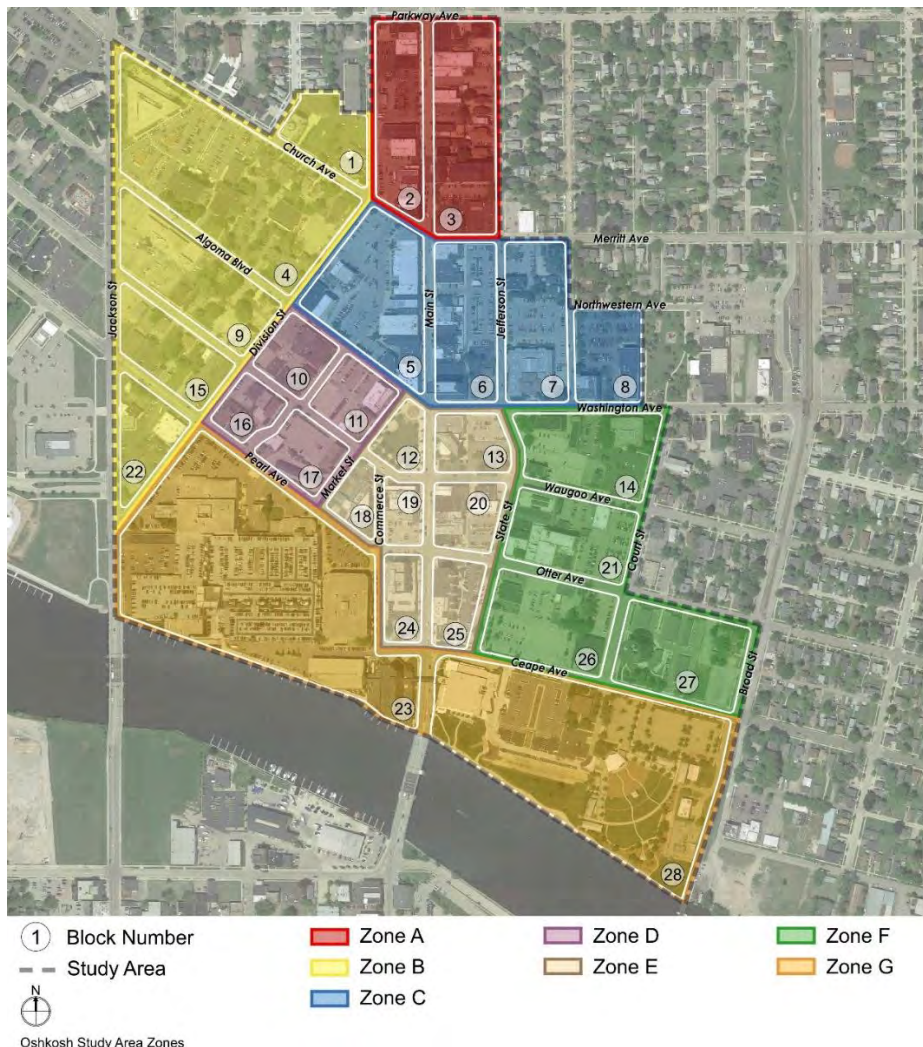 Parkway Ave
Church Ave
1
2
3
Merritt Ave
Algoma Blvd
4
Jackson St
Main St
Jefferson St
Northwestern Ave
Division St
9
5
6
7
8
10
15
11
Washington Ave
16
12
13
14
22
17
Pearl Ave
Market St
Commerce St
18
19
20
State St
Waugoo Ave
21
Court St
Otter Ave
24
25
26
27
Ceape Ave
Broad St
23
28
1 Block Number
Study Area
N
Zone A
Zone B
Zone C
Zone D
Zone E
Zone F
Zone G
Oshkosh Study Area Zones